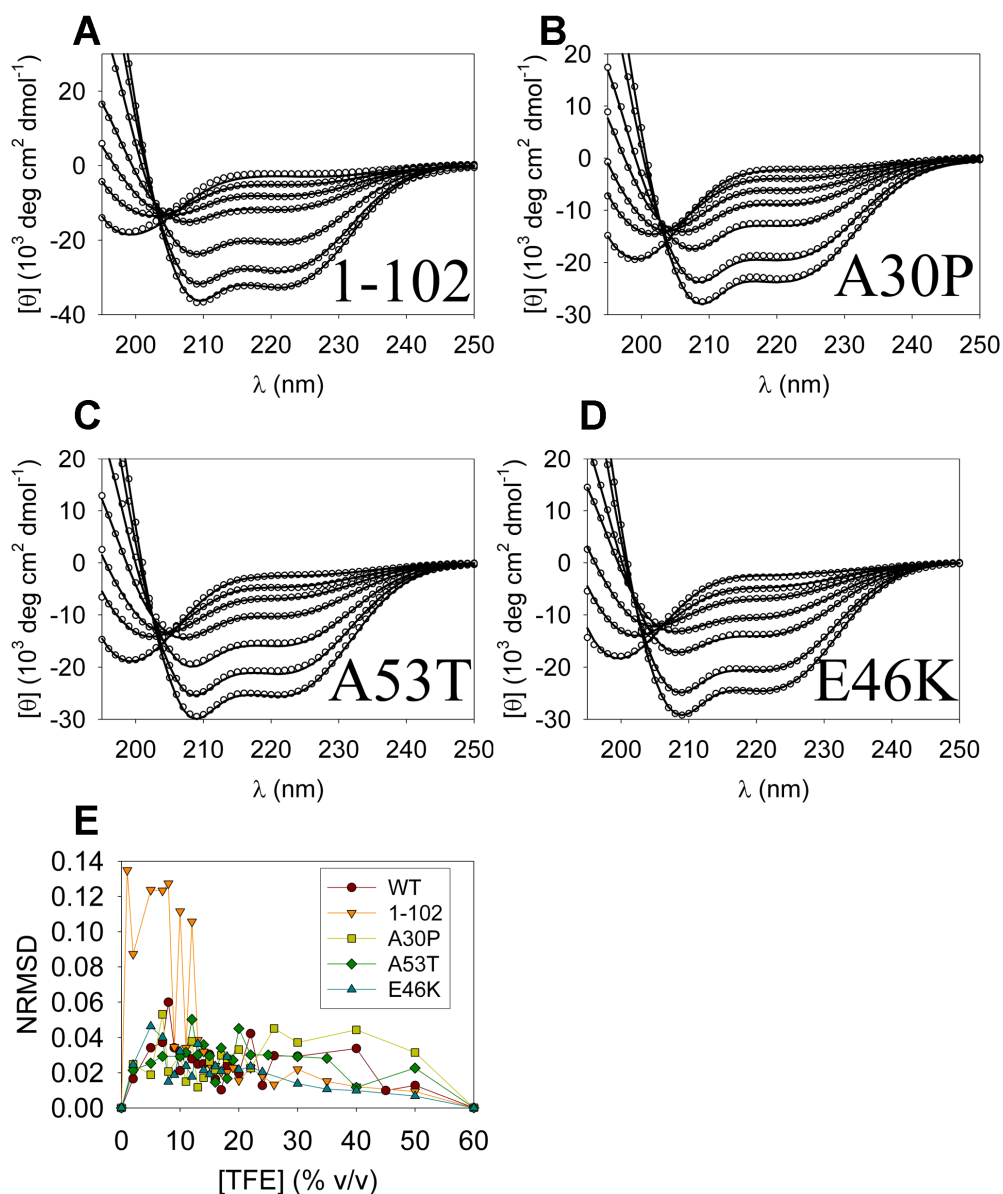 A
20
0
-20
-40
[θ] (10³ deg cm² dmol⁻¹)
1-102
200 210 220 230 240 250
λ (nm)
B
20
10
0
-10
-20
-30
[θ] (10³ deg cm² dmol⁻¹)
A30P
200 210 220 230 240 250
λ (nm)
C
20
10
0
-10
-20
-30
[θ] (10³ deg cm² dmol⁻¹)
A53T
200 210 220 230 240 250
λ (nm)
D
20
10
0
-10
-20
-30
[θ] (10³ deg cm² dmol⁻¹)
E46K
200 210 220 230 240 250
λ (nm)
E
0.14
0.12
0.10
0.08
0.06
0.04
0.02
0.00
NRMSD
WT
1-102
A30P
A53T
E46K
0 10 20 30 40 50 60
[TFE] (% v/v)